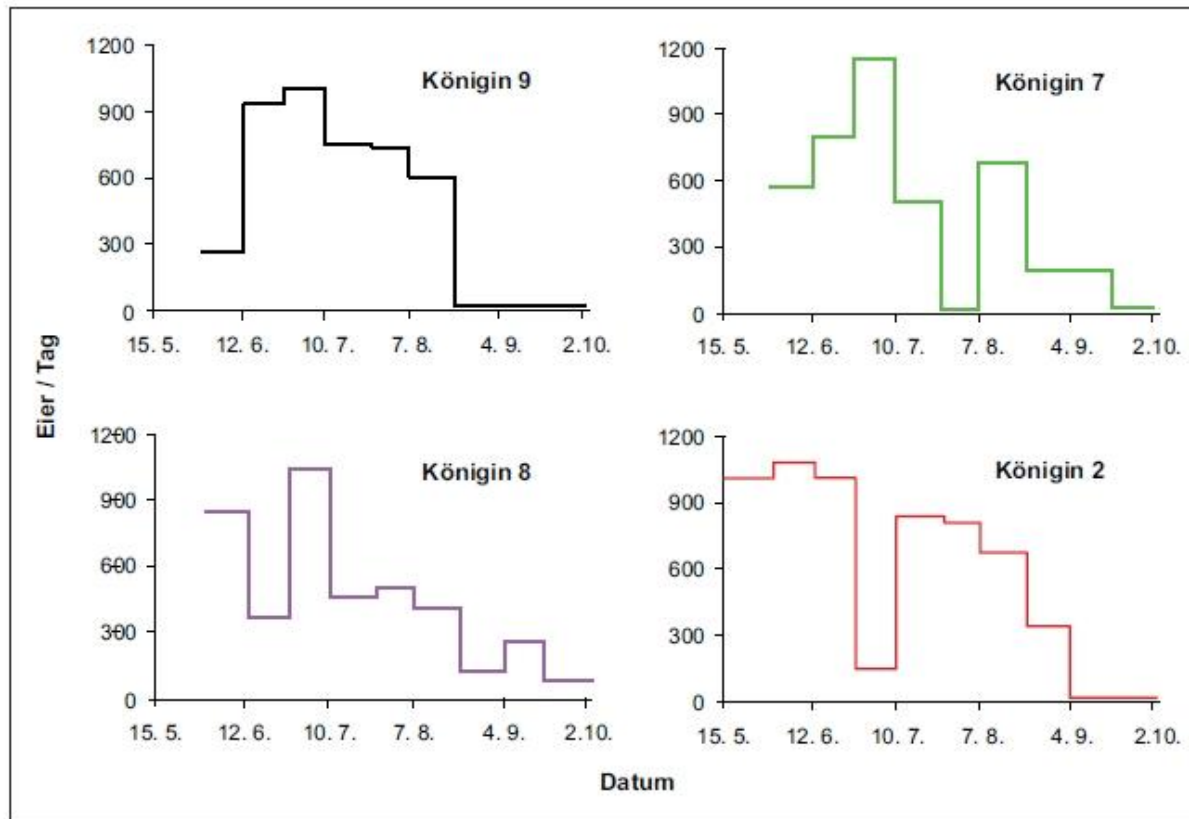 Eier / Tag
Königin 9
1200
900
600
300
0
15. 5. 12. 6. 10. 7. 7. 8. 4. 9. 2.10.
Königin 7
1200
900
600
300
0
15. 5. 12. 6. 10. 7. 7. 8. 4. 9. 2.10.
Königin 8
1200
900
600
300
0
15. 5. 12. 6. 10. 7. 7. 8. 4. 9. 2.10.
Königin 2
1200
900
600
300
0
15. 5. 12. 6. 10. 7. 7. 8. 4. 9. 2.10.
Datum